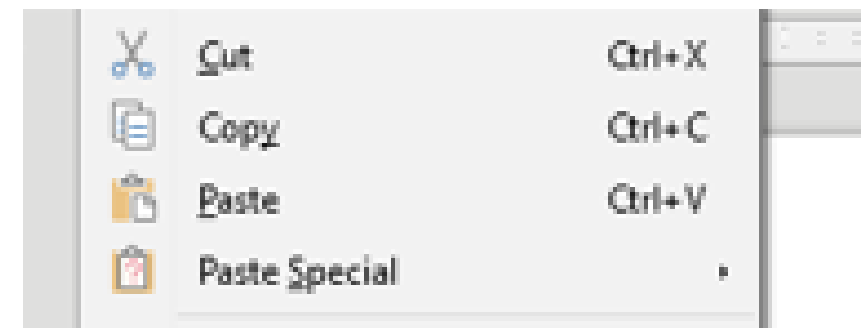 Cut Ctrl+X
Copy Ctrl+C
Paste Ctrl+V
Paste Special